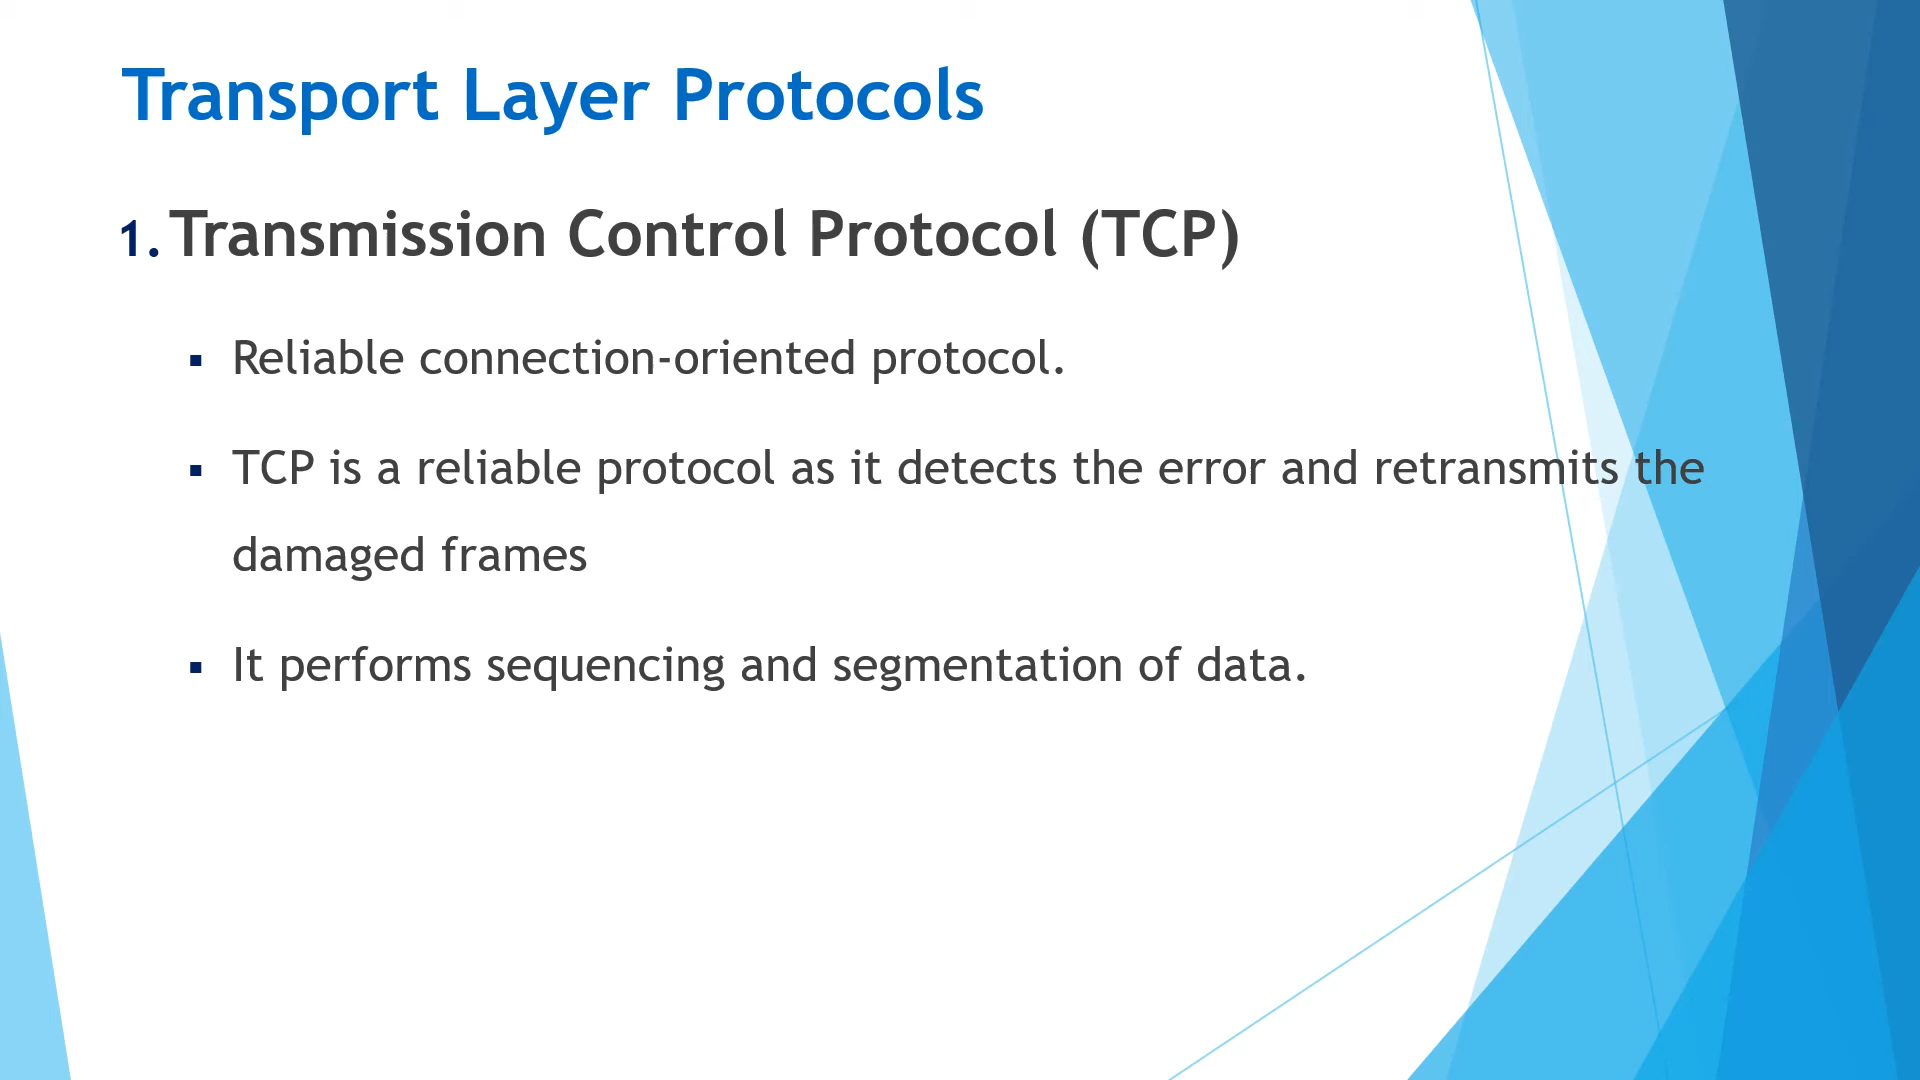 Transport Layer Protocols
1. Transmission Control Protocol (TCP)
▪ Reliable connection-oriented protocol.
▪ TCP is a reliable protocol as it detects the error and retransmits the
damaged frames
▪ It performs sequencing and segmentation of data.